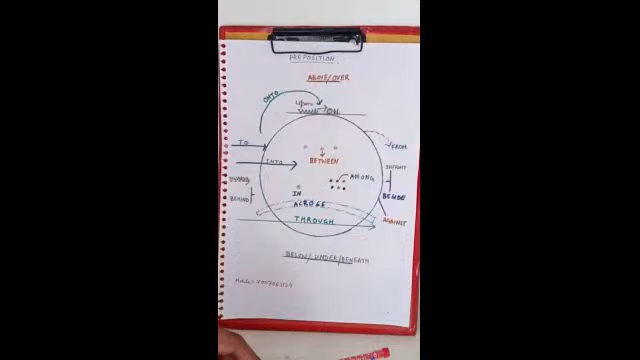 PREPOSITION
ABOVE/OVER
ONTO
upon
ON
TO
FROM
INTO
BETWEEN
AMONG
BEHIND
BESIDE
IN
ACROSS
THROUGH
AGAINST
BELOW/UNDER/BENEATH